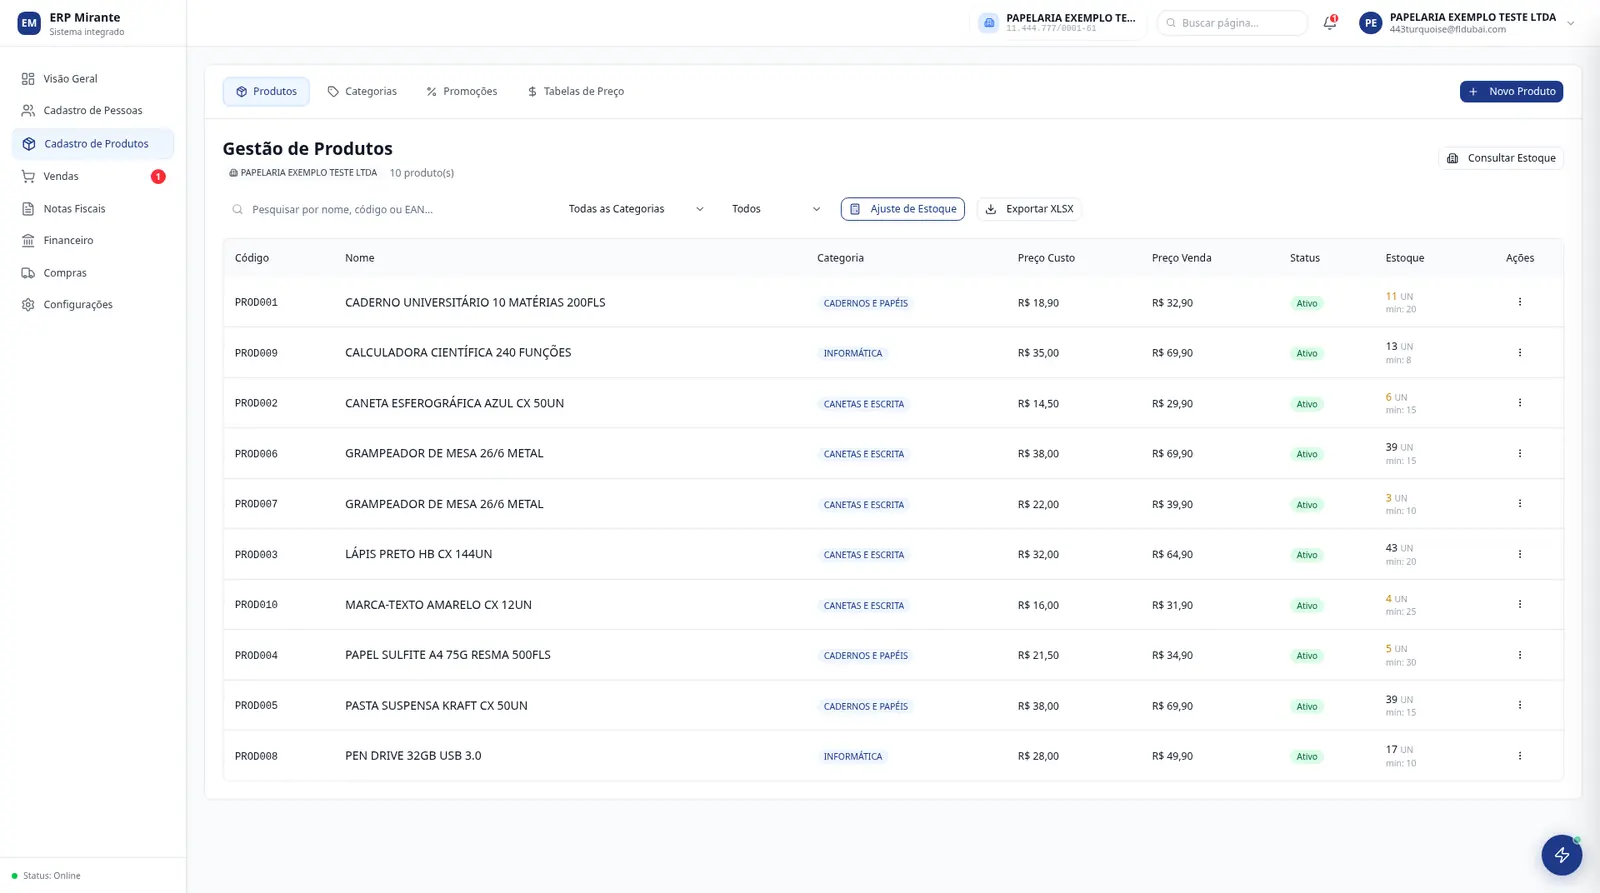 EM
ERP Mirante
Sistema integrado
PAPELARIA EXEMPLO TE...
11.444.777/0001-61
Buscar página...
1
PE
PAPELARIA EXEMPLO TESTE LTDA
443turquoise@fldubai.com
Visão Geral
Cadastro de Pessoas
Cadastro de Produtos
Vendas
1
Notas Fiscais
Financeiro
Compras
Configurações
Status: Online
Produtos
Categorias
Promoções
Tabelas de Preço
+ Novo Produto
Gestão de Produtos
PAPELARIA EXEMPLO TESTE LTDA 10 produto(s)
Consultar Estoque
Pesquisar por nome, código ou EAN...
Todas as Categorias
Todos
Ajuste de Estoque
Exportar XLSX
Código Nome Categoria Preço Custo Preço Venda Status Estoque Ações
PROD001 CADERNO UNIVERSITÁRIO 10 MATÉRIAS 200FLS CADERNOS E PAPÉIS R$ 18,90 R$ 32,90 Ativo 11 UN
min: 20
PROD009 CALCULADORA CIENTÍFICA 240 FUNÇÕES INFORMÁTICA R$ 35,00 R$ 69,90 Ativo 13 UN
min: 8
PROD002 CANETA ESFEROGRÁFICA AZUL CX 50UN CANETAS E ESCRITA R$ 14,50 R$ 29,90 Ativo 6 UN
min: 15
PROD006 GRAMPEADOR DE MESA 26/6 METAL CANETAS E ESCRITA R$ 38,00 R$ 69,90 Ativo 39 UN
min: 15
PROD007 GRAMPEADOR DE MESA 26/6 METAL CANETAS E ESCRITA R$ 22,00 R$ 39,90 Ativo 3 UN
min: 10
PROD003 LÁPIS PRETO HB CX 144UN CANETAS E ESCRITA R$ 32,00 R$ 64,90 Ativo 43 UN
min: 20
PROD010 MARCA-TEXTO AMARELO CX 12UN CANETAS E ESCRITA R$ 16,00 R$ 31,90 Ativo 4 UN
min: 25
PROD004 PAPEL SULFITE A4 75G RESMA 500FLS CADERNOS E PAPÉIS R$ 21,50 R$ 34,90 Ativo 5 UN
min: 30
PROD005 PASTA SUSPENSA KRAFT CX 50UN CADERNOS E PAPÉIS R$ 38,00 R$ 69,90 Ativo 39 UN
min: 15
PROD008 PEN DRIVE 32GB USB 3.0 INFORMÁTICA R$ 28,00 R$ 49,90 Ativo 17 UN
min: 10